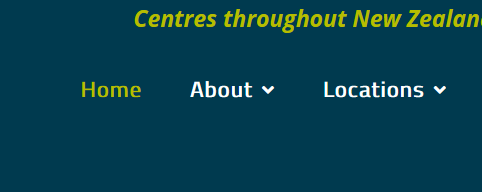 Centres throughout New Zealan
Home About Locations